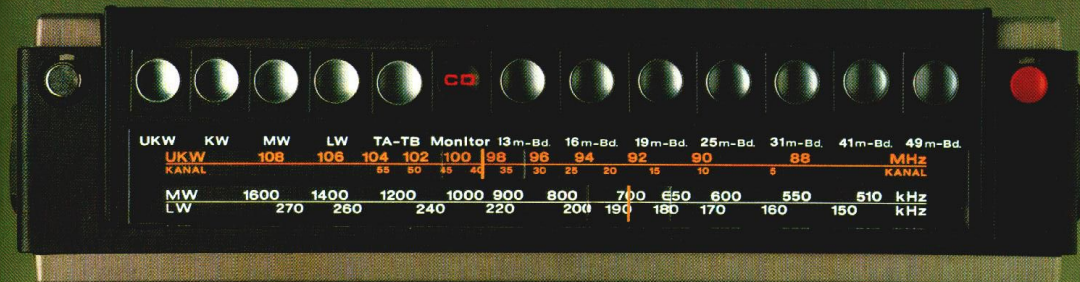 CD
UKW KW MW LW TA-TB Monitor 13m-Bd. 16m-Bd. 19m-Bd. 25m-Bd. 31m-Bd. 41m-Bd. 49m-Bd.
UKW 108 106 104 102 100 98 96 94 92 90 88 MHz
KANAL 55 50 45 40 35 30 25 20 15 10 5 KANAL
MW 1600 1400 1200 1000 900 800 700 650 600 550 510 kHz
LW 270 260 240 220 200 190 180 170 160 150 kHz